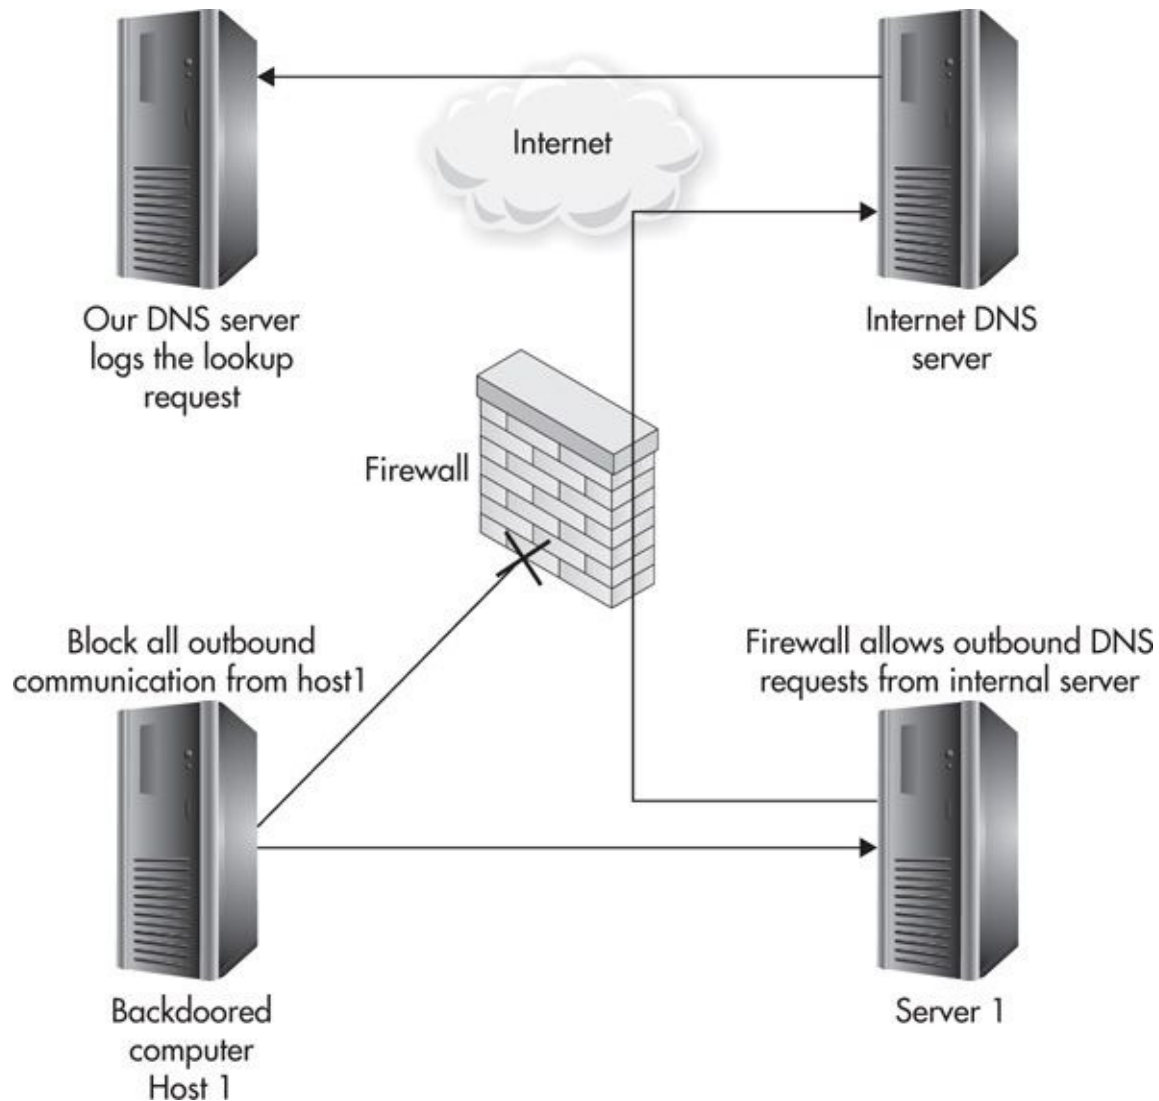 Internet
Our DNS server
logs the lookup
request
Internet DNS
server
Firewall
Block all outbound
communication from host1
Firewall allows outbound DNS
requests from internal server
Backdoored
computer
Host 1
Server 1